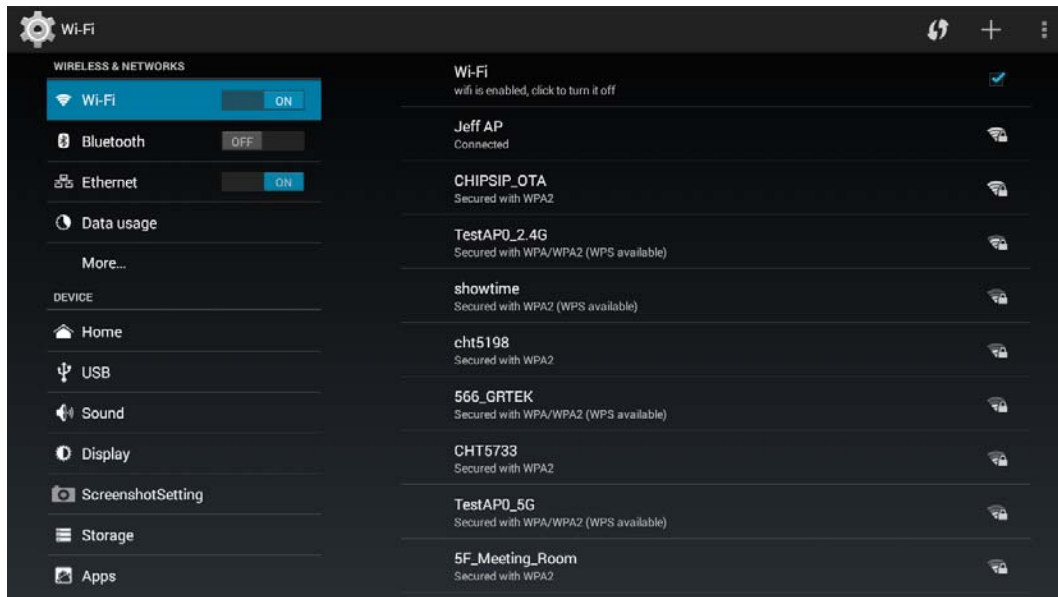 Wi-Fi
WIRELESS & NETWORKS
Wi-Fi ON
Bluetooth OFF
Ethernet ON
Data usage
More...
DEVICE
Home
USB
Sound
Display
ScreenshotSetting
Storage
Apps
Wi-Fi
wifi is enabled, click to turn it off
Jeff AP
Connected
CHIPSIP_OTA
Secured with WPA2
TestAP0_2.4G
Secured with WPA/WPA2 (WPS available)
showtime
Secured with WPA2 (WPS available)
cht5198
Secured with WPA2
566_GRTEK
Secured with WPA/WPA2 (WPS available)
CHT5733
Secured with WPA2
TestAP0_5G
Secured with WPA/WPA2 (WPS available)
5F_Meeting_Room
Secured with WPA2